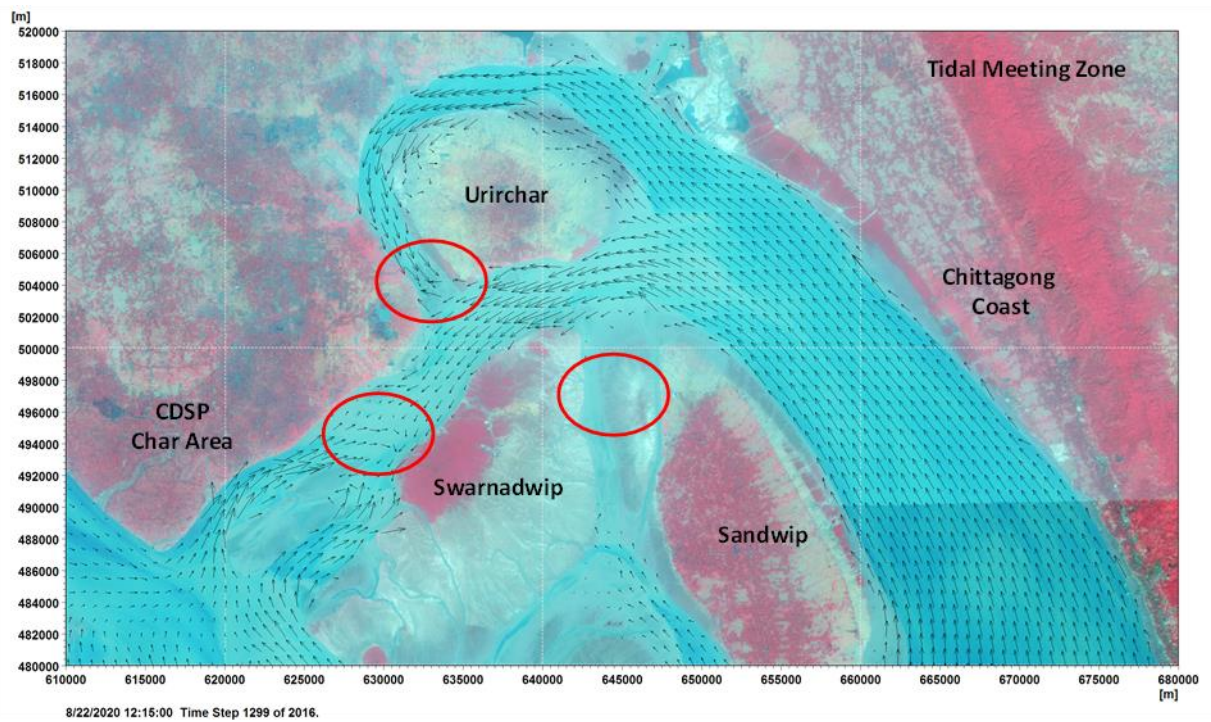 [m]
520000
518000
516000
514000
512000
510000
508000
506000
504000
502000
500000
498000
496000
494000
492000
490000
488000
486000
484000
482000
480000
Tidal Meeting Zone
Urirchar
Chittagong
Coast
CDSP
Char Area
Swarnadwip
Sandwip
610000 615000 620000 625000 630000 635000 640000 645000 650000 655000 660000 665000 670000 675000 680000
[m]
8/22/2020 12:15:00 Time Step 1299 of 2016.